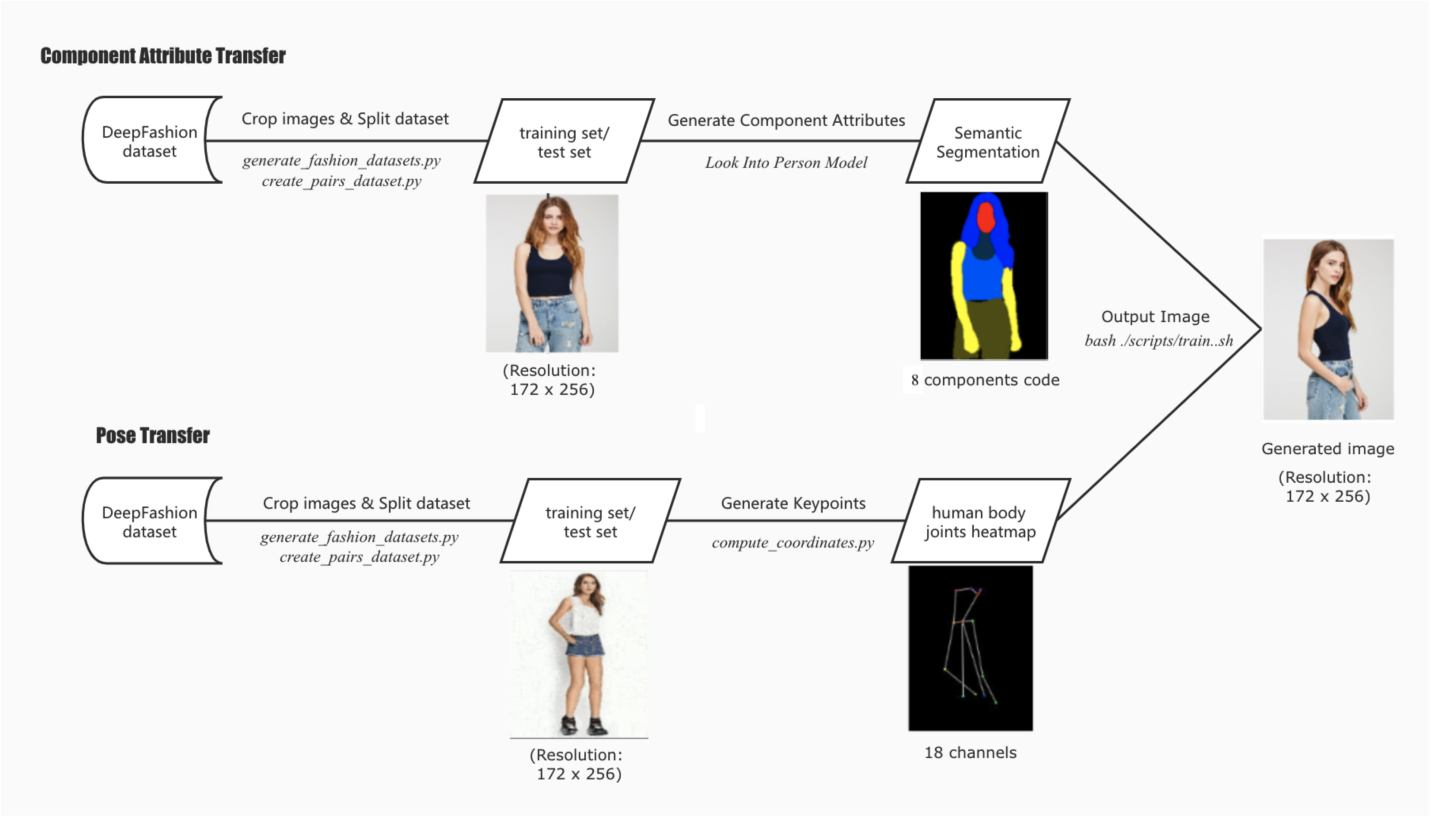 Component Attribute Transfer
DeepFashion
dataset
Crop images & Split dataset
generate_fashion_datasets.py
create_pairs_dataset.py
training set/
test set
Generate Component Attributes
Look Into Person Model
Semantic
Segmentation
(Resolution:
172 x 256)
8 components code
Output Image
bash ./scripts/train..sh
Generated image
(Resolution:
172 x 256)
Pose Transfer
DeepFashion
dataset
Crop images & Split dataset
generate_fashion_datasets.py
create_pairs_dataset.py
training set/
test set
Generate Keypoints
compute_coordinates.py
human body
joints heatmap
(Resolution:
172 x 256)
18 channels